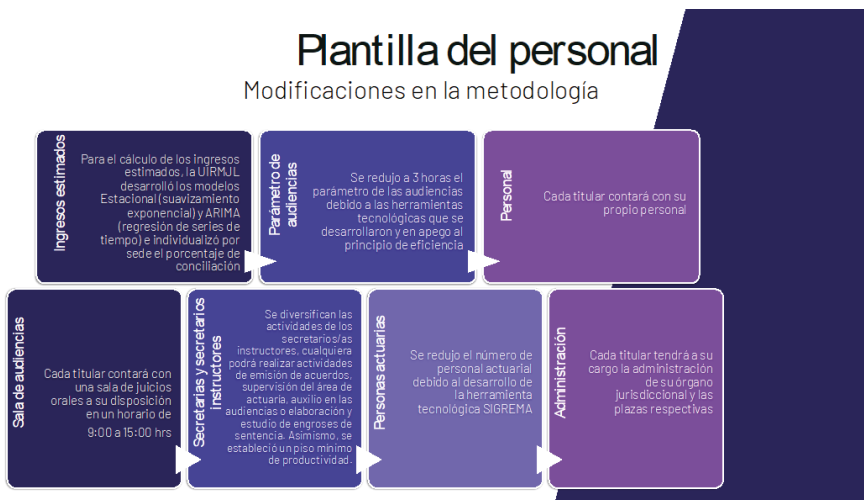 Plantilla del personal
Modificaciones en la metodología
Ingresos estimados
Para el cálculo de los ingresos
estimados, la UIRMJL
desarrolló los modelos
Estacional (suavizamiento
exponencial) y ARIMA
(regresión de series de
tiempo) e individualizó por
sede el porcentaje de
conciliación
Parámetro de
audiencias
Se redujo a 3 horas el
parámetro de las audiencias
debido a las herramientas
tecnológicas que se
desarrollaron y en apego al
principio de eficiencia
Personal
Cada titular contará con su
propio personal
Sala de audiencias
Cada titular contará con
una sala de juicios
orales a su disposición
en un horario de
9:00 a 15:00 hrs
Secretarias y secretarios
instructores
Se diversifican las
actividades de los
secretarios/as
instructores, cualquiera
podrá realizar actividades
de emisión de acuerdos,
supervisión del área de
actuaría, auxilio en las
audiencias o elaboración y
estudio de engroses de
sentencia. Asimismo, se
estableció un piso mínimo
de productividad.
Personas actuarias
Se redujo el número de
personal actuarial
debido al desarrollo de
la herramienta
tecnológica SIGREMA
Administración
Cada titular tendrá a su
cargo la administración
de su órgano
jurisdiccional y las
plazas respectivas